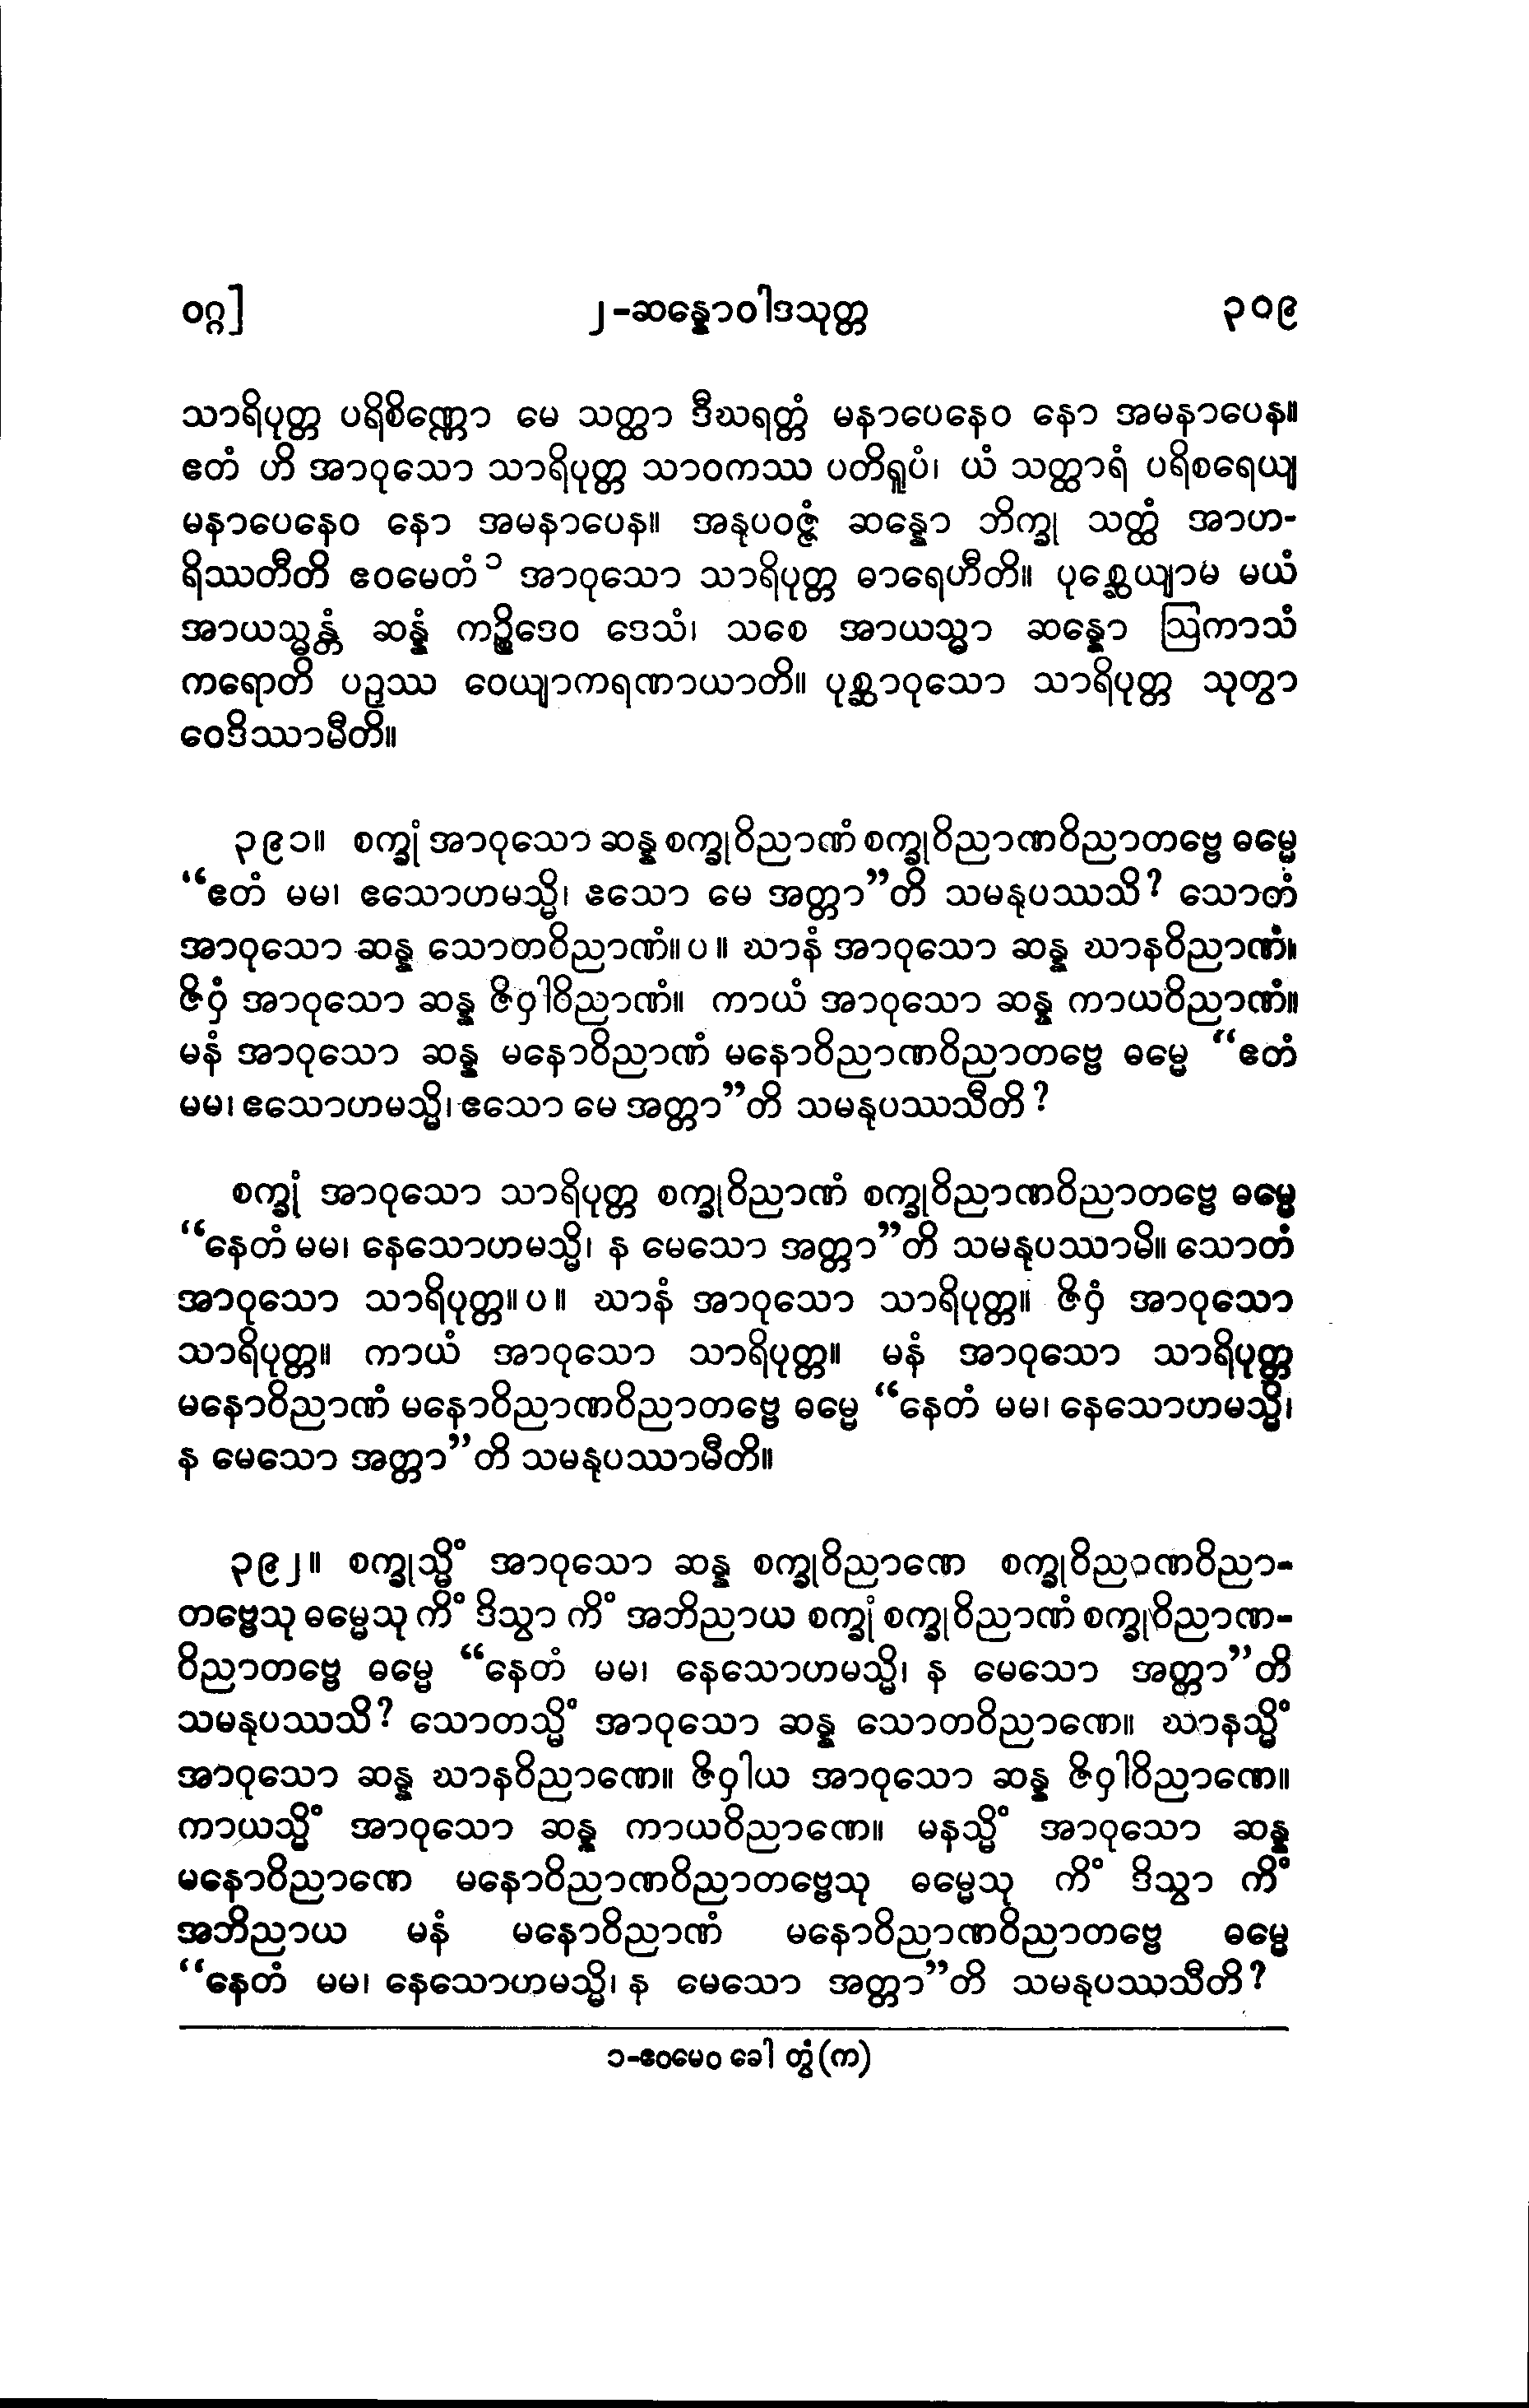 ဝဂ္ဂ] ၂-ဆန္နောဝါဒသုတ္တ ၃၀၉
သာရိပုတ္တ ပရိစိဏ္ဏော မေ သတ္ထာ ဒီဃရတ္တံ မနာပေနေဝ နော အမနာပေန။
ဧတံ ဟိ အာဝုသော သာရိပုတ္တ သာဝကဿ ပတိရူပံ၊ ယံ သတ္ထာရံ ပရိစရေယျ
မနာပေနေဝ နော အမနာပေန။ အနုပဝဇ္ဇံ ဆန္နော ဘိက္ခု သတ္ထံ အာဟ-
ရိဿတီတိ ဧဝမေတံ ၁ အာဝုသော သာရိပုတ္တ ဓာရေဟီတိ။ ပုစ္ဆေယျာမ မယံ
အာယသ္မန္တံ ဆန္နံ ကဉ္စိဒေဝ ဒေသံ၊ သစေ အာယသ္မာ ဆန္နော ဩကာသံ
ကရောတိ ပဉှဿ ဝေယျာကရဏာယာတိ။ ပုစ္ဆာဝုသော သာရိပုတ္တ သုတွာ
ဝေဒိဿာမီတိ။
၃၉၁။ စက္ခုံ အာဝုသော ဆန္န စက္ခုဝိညာဏံ စက္ခုဝိညာဏဝိညာတဗ္ဗေ ဓမ္မေ
“ဧတံ မမ၊ ဧသောဟမသ္မိ၊ ဧသော မေ အတ္တာ”တိ သမနုပဿသိ? သောတံ
အာဝုသော ဆန္န သောတဝိညာဏံ။ပ။ ဃာနံ အာဝုသော ဆန္န ဃာနဝိညာဏံ။
ဇိဝှံ အာဝုသော ဆန္န ဇိဝှါဝိညာဏံ။ ကာယံ အာဝုသော ဆန္န ကာယဝိညာဏံ။
မနံ အာဝုသော ဆန္န မနောဝိညာဏံ မနောဝိညာဏဝိညာတဗ္ဗေ ဓမ္မေ “ဧတံ
မမ၊ ဧသောဟမသ္မိ၊ ဧသော မေ အတ္တာ”တိ သမနုပဿသီတိ?
စက္ခုံ အာဝုသော သာရိပုတ္တ စက္ခုဝိညာဏံ စက္ခုဝိညာဏဝိညာတဗ္ဗေ ဓမ္မေ
“နေတံ မမ၊ နေသောဟမသ္မိ၊ န မေသော အတ္တာ”တိ သမနုပဿာမိ။ သောတံ
အာဝုသော သာရိပုတ္တ။ပ။ ဃာနံ အာဝုသော သာရိပုတ္တ။ ဇိဝှံ အာဝုသော
သာရိပုတ္တ။ ကာယံ အာဝုသော သာရိပုတ္တ။ မနံ အာဝုသော သာရိပုတ္တ
မနောဝိညာဏံ မနောဝိညာဏဝိညာတဗ္ဗေ ဓမ္မေ “နေတံ မမ၊ နေသောဟမသ္မိ၊
န မေသော အတ္တာ”တိ သမနုပဿာမီတိ။
၃၉၂။ စက္ခုသ္မိံ အာဝုသော ဆန္န စက္ခုဝိညာဏေ စက္ခုဝိညာဏဝိညာ-
တဗ္ဗေသု ဓမ္မေသု ကိံ ဒိသွာ ကိံ အဘိညာယ စက္ခုံ စက္ခုဝိညာဏံ စက္ခုဝိညာဏ-
ဝိညာတဗ္ဗေ ဓမ္မေ “နေတံ မမ၊ နေသောဟမသ္မိ၊ န မေသော အတ္တာ”တိ
သမနုပဿသိ? သောတသ္မိံ အာဝုသော ဆန္န သောတဝိညာဏေ။ ဃာနသ္မိံ
အာဝုသော ဆန္န ဃာနဝိညာဏေ။ ဇိဝှါယ အာဝုသော ဆန္န ဇိဝှါဝိညာဏေ။
ကာယသ္မိံ အာဝုသော ဆန္န ကာယဝိညာဏေ။ မနသ္မိံ အာဝုသော ဆန္န
မနောဝိညာဏေ မနောဝိညာဏဝိညာတဗ္ဗေသု ဓမ္မေသု ကိံ ဒိသွာ ကိံ
အဘိညာယ မနံ မနောဝိညာဏံ မနောဝိညာဏဝိညာတဗ္ဗေ ဓမ္မေ
“နေတံ မမ၊ နေသောဟမသ္မိ၊ န မေသော အတ္တာ”တိ သမနုပဿသီတိ?
၁-ဧဝမေဝ ခေါ တွံ (က)